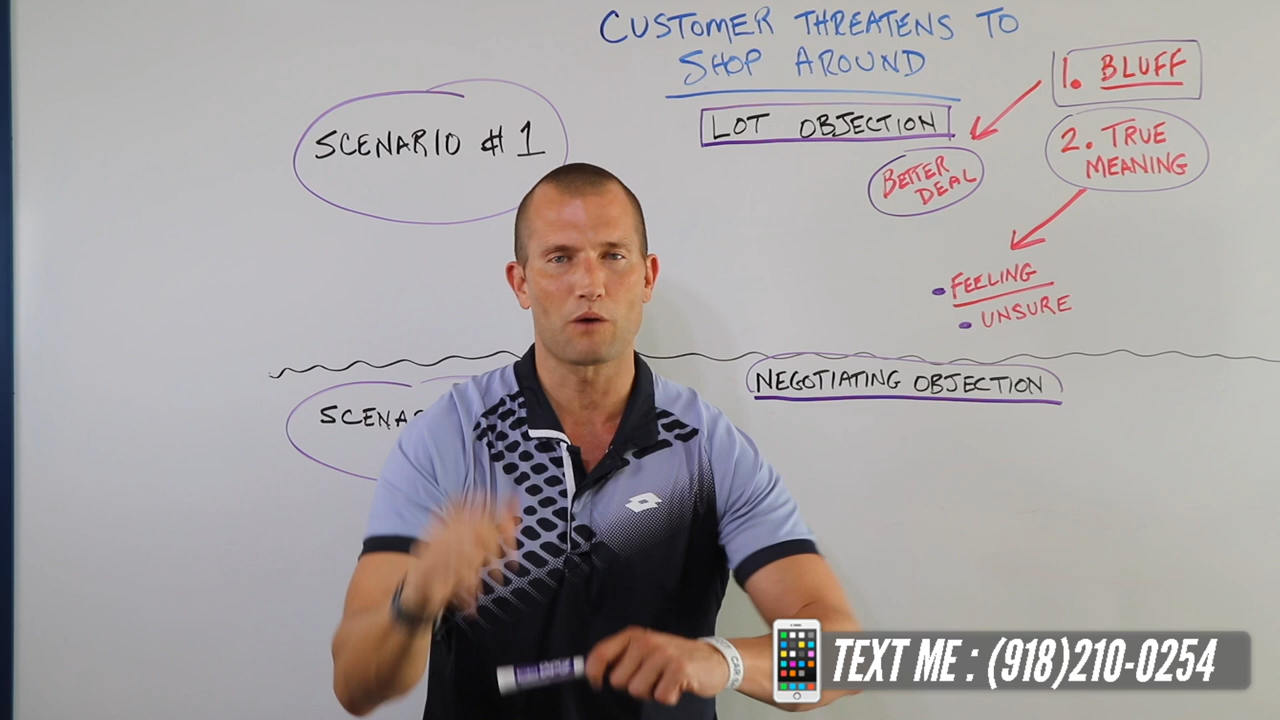 CUSTOMER THREATENS TO
SHOP AROUND
1. BLUFF
LOT OBJECTION
SCENARIO # 1
2. TRUE
MEANING
BETTER
DEAL
FEELING
UNSURE
NEGOTIATING OBJECTION
TEXT ME : (918)210-0254